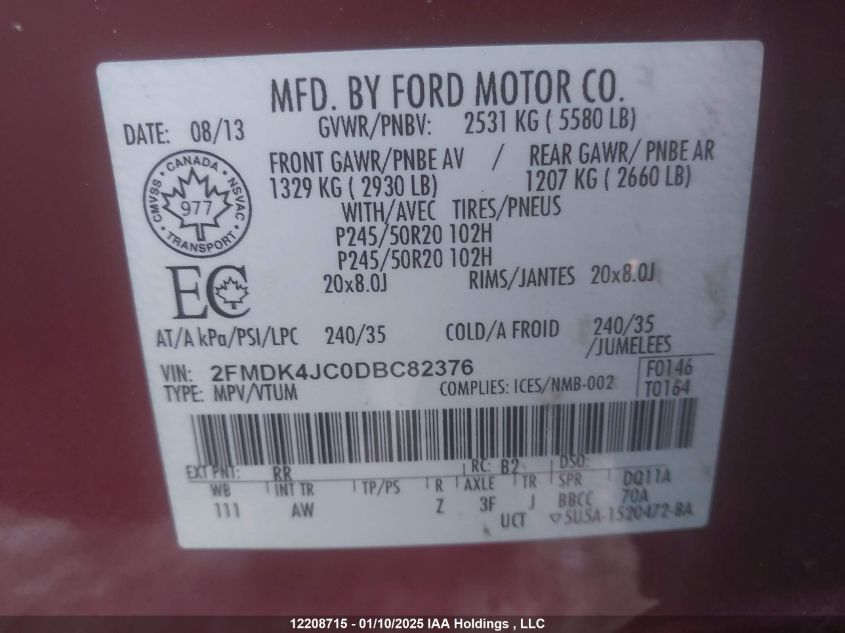 MFD. BY FORD MOTOR CO.
DATE: 08/13 GVWR/PNBV: 2531 KG ( 5580 LB)
FRONT GAWR/PNBE AV / REAR GAWR/ PNBE AR
1329 KG ( 2930 LB) 1207 KG ( 2660 LB)
WITH/AVEC TIRES/PNEUS
P245/50R20 102H
P245/50R20 102H
20x8.0J RIMS/JANTES 20x8.0J
CANADA
CMVSS NSVAC
977
TRANSPORT
EC
AT/A kPa/PSI/LPC 240/35 COLD/A FROID 240/35
/JUMELEES
VIN: 2FMDK4JC0DBC82376 F0146
TYPE: MPV/VTUM COMPLIES: ICES/NMB-002 T0164
EXT PNT: RR RC: B2 DSO:
WB INT TR TP/PS R AXLE TR SPR DQ11A
111 AW Z 3F J BBCC 70A
UCT ▽SU5A-1520472-BA
12208715 - 01/10/2025 IAA Holdings , LLC